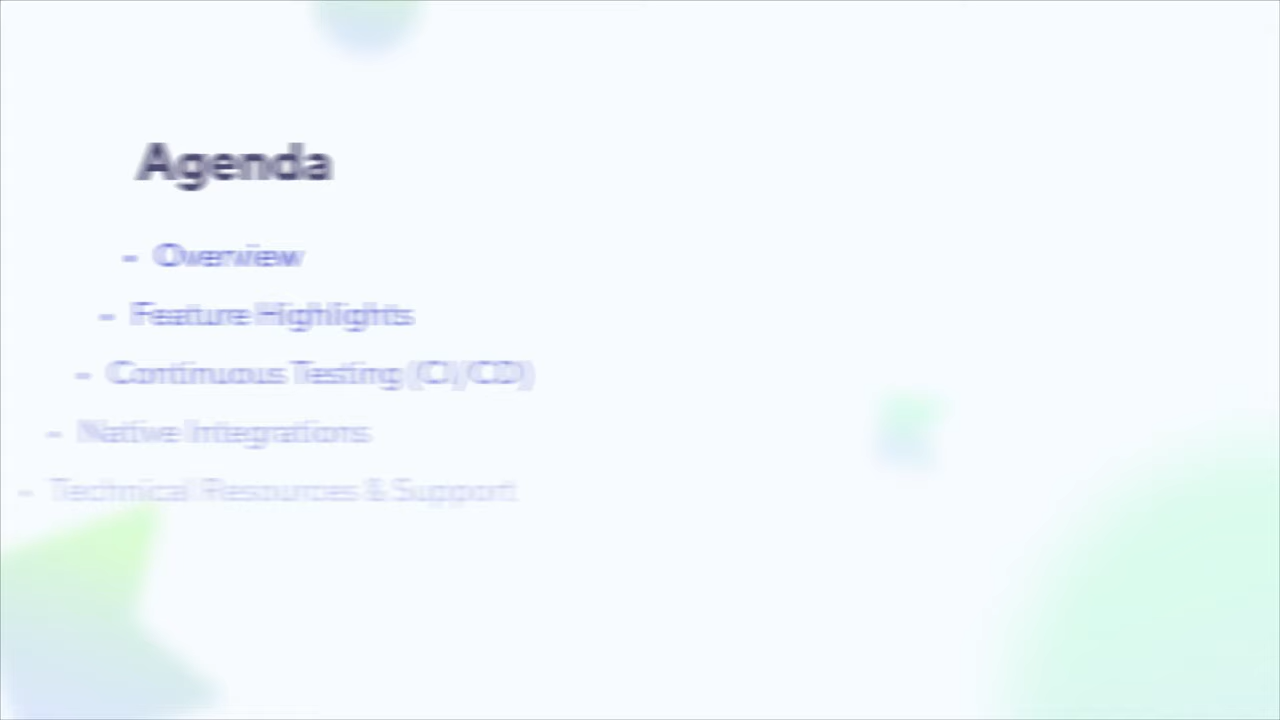 Agenda
- Overview
- Feature Highlights
- Continuous Testing (CI/CD)
- Native Integrations
- Technical Resources & Support